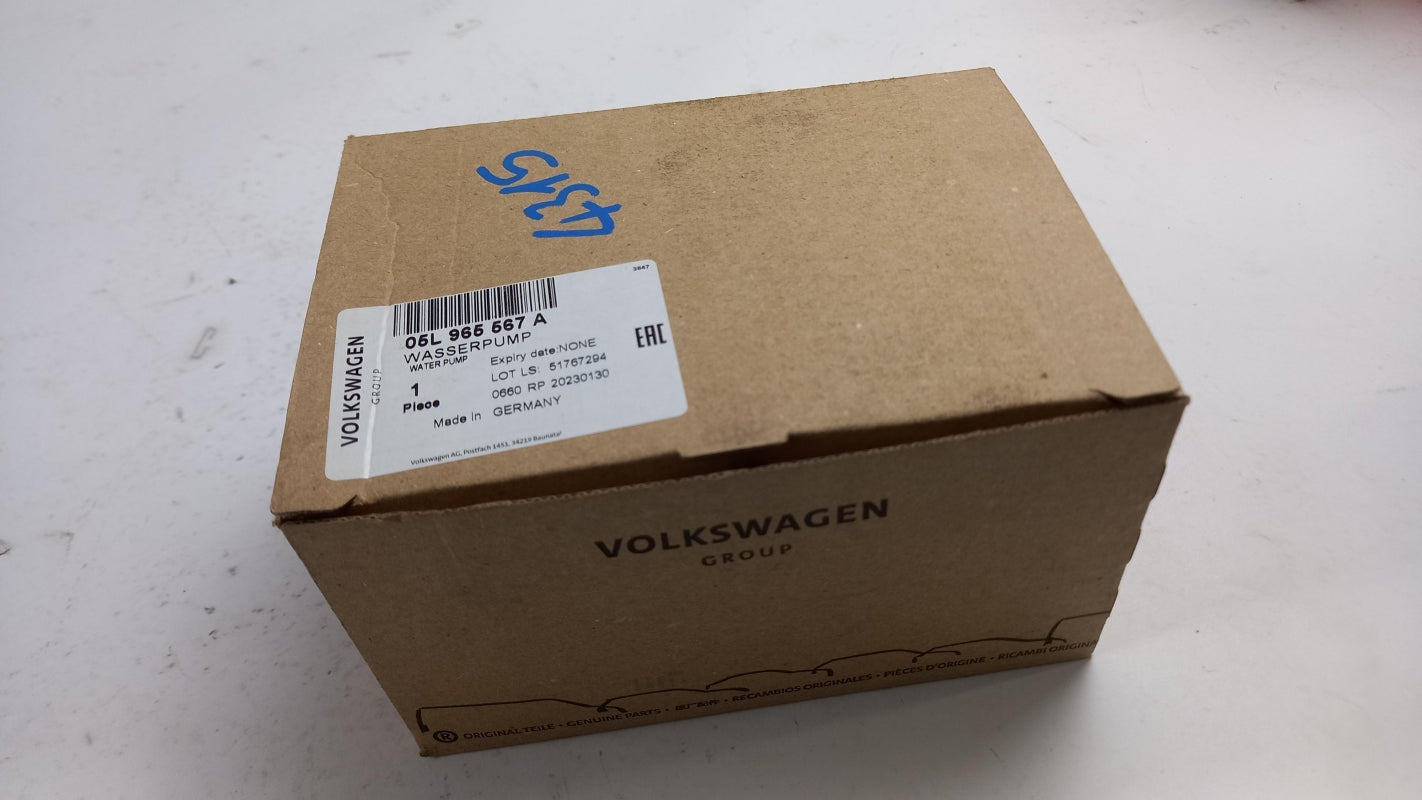 4315
3847
VOLKSWAGEN
GROUP
05L 965 567 A
WASSERPUMP
WATER PUMP
1
Piece
Expiry date:NONE
LOT LS: 51767294
0660 RP 20230130
Made in GERMANY
EAC
Volkswagen AG, Postfach 1453, 34219 Baunatal
VOLKSWAGEN
GROUP
® ORIGINAL TEILE • GENUINE PARTS • RECAMBIOS ORIGINALES • PIÈCES D'ORIGINE • RICAMBI ORIGINA